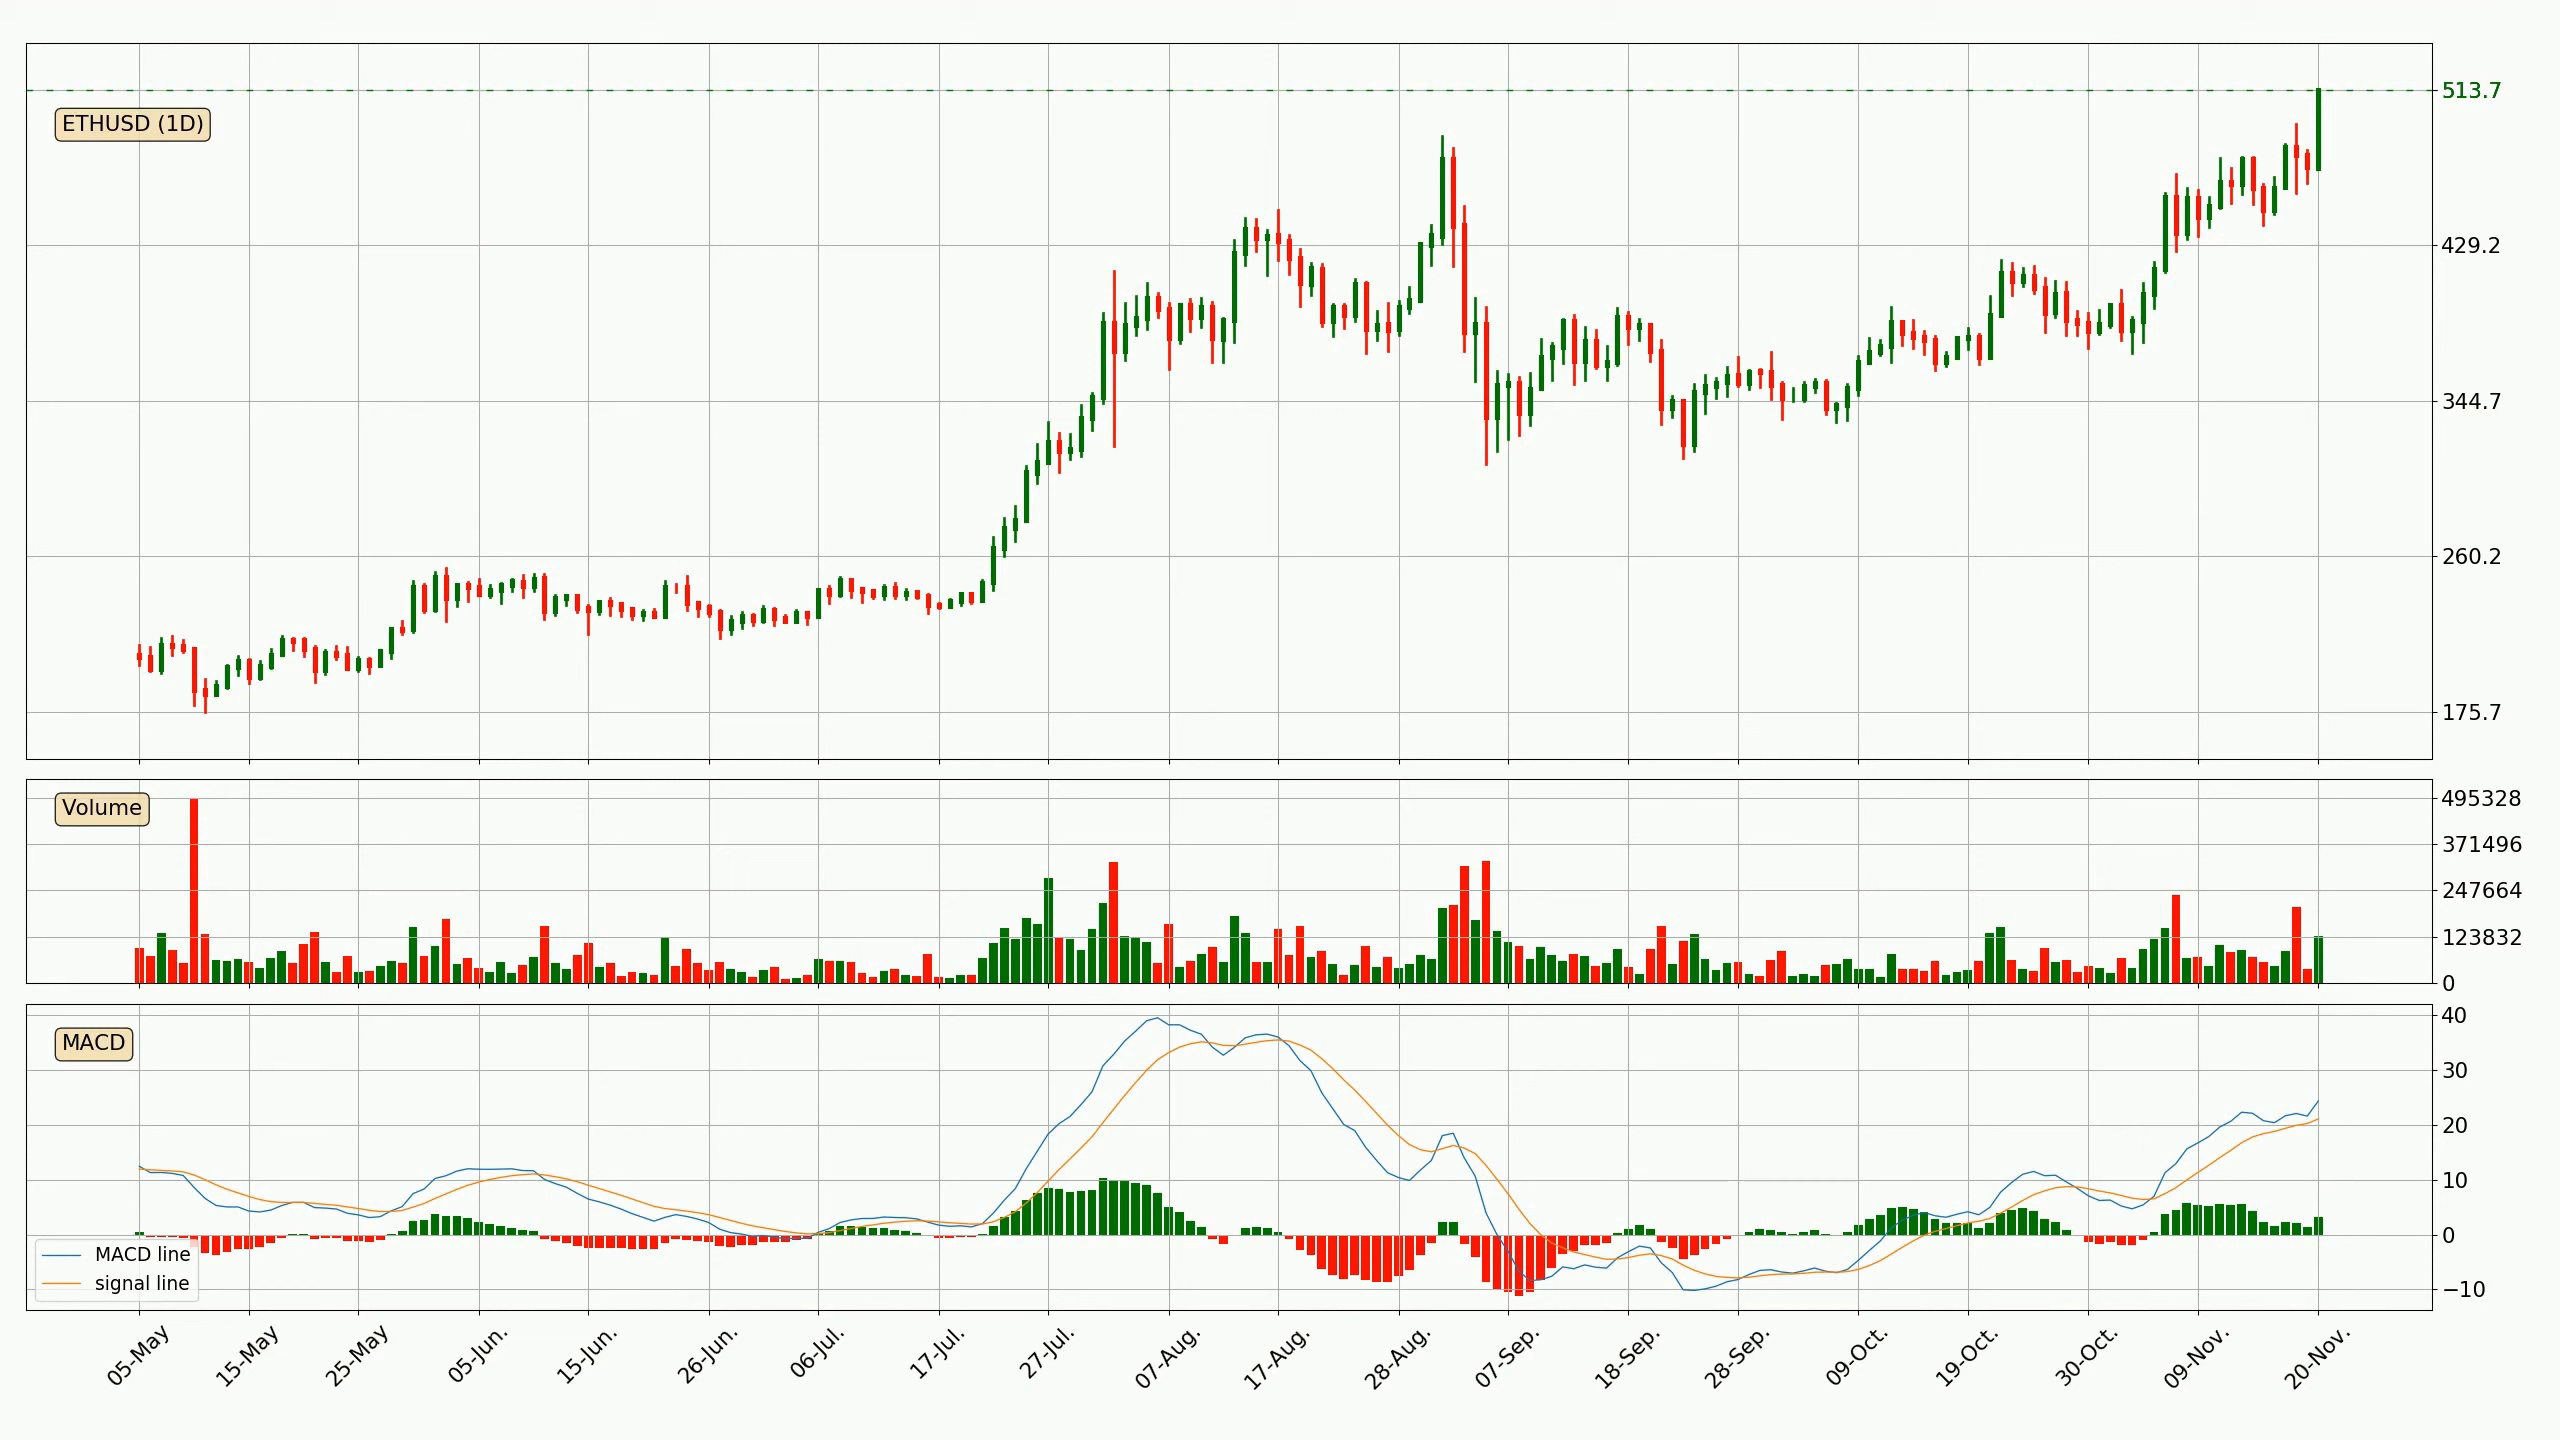 ETHUSD (1D)
513.7
429.2
344.7
260.2
175.7
Volume
495328
371496
247664
123832
0
MACD
40
30
20
10
0
−10
MACD line
signal line
05-May
15-May
25-May
05-Jun.
15-Jun.
26-Jun.
06-Jul.
17-Jul.
27-Jul.
07-Aug.
17-Aug.
28-Aug.
07-Sep.
18-Sep.
28-Sep.
09-Oct.
19-Oct.
30-Oct.
09-Nov.
20-Nov.